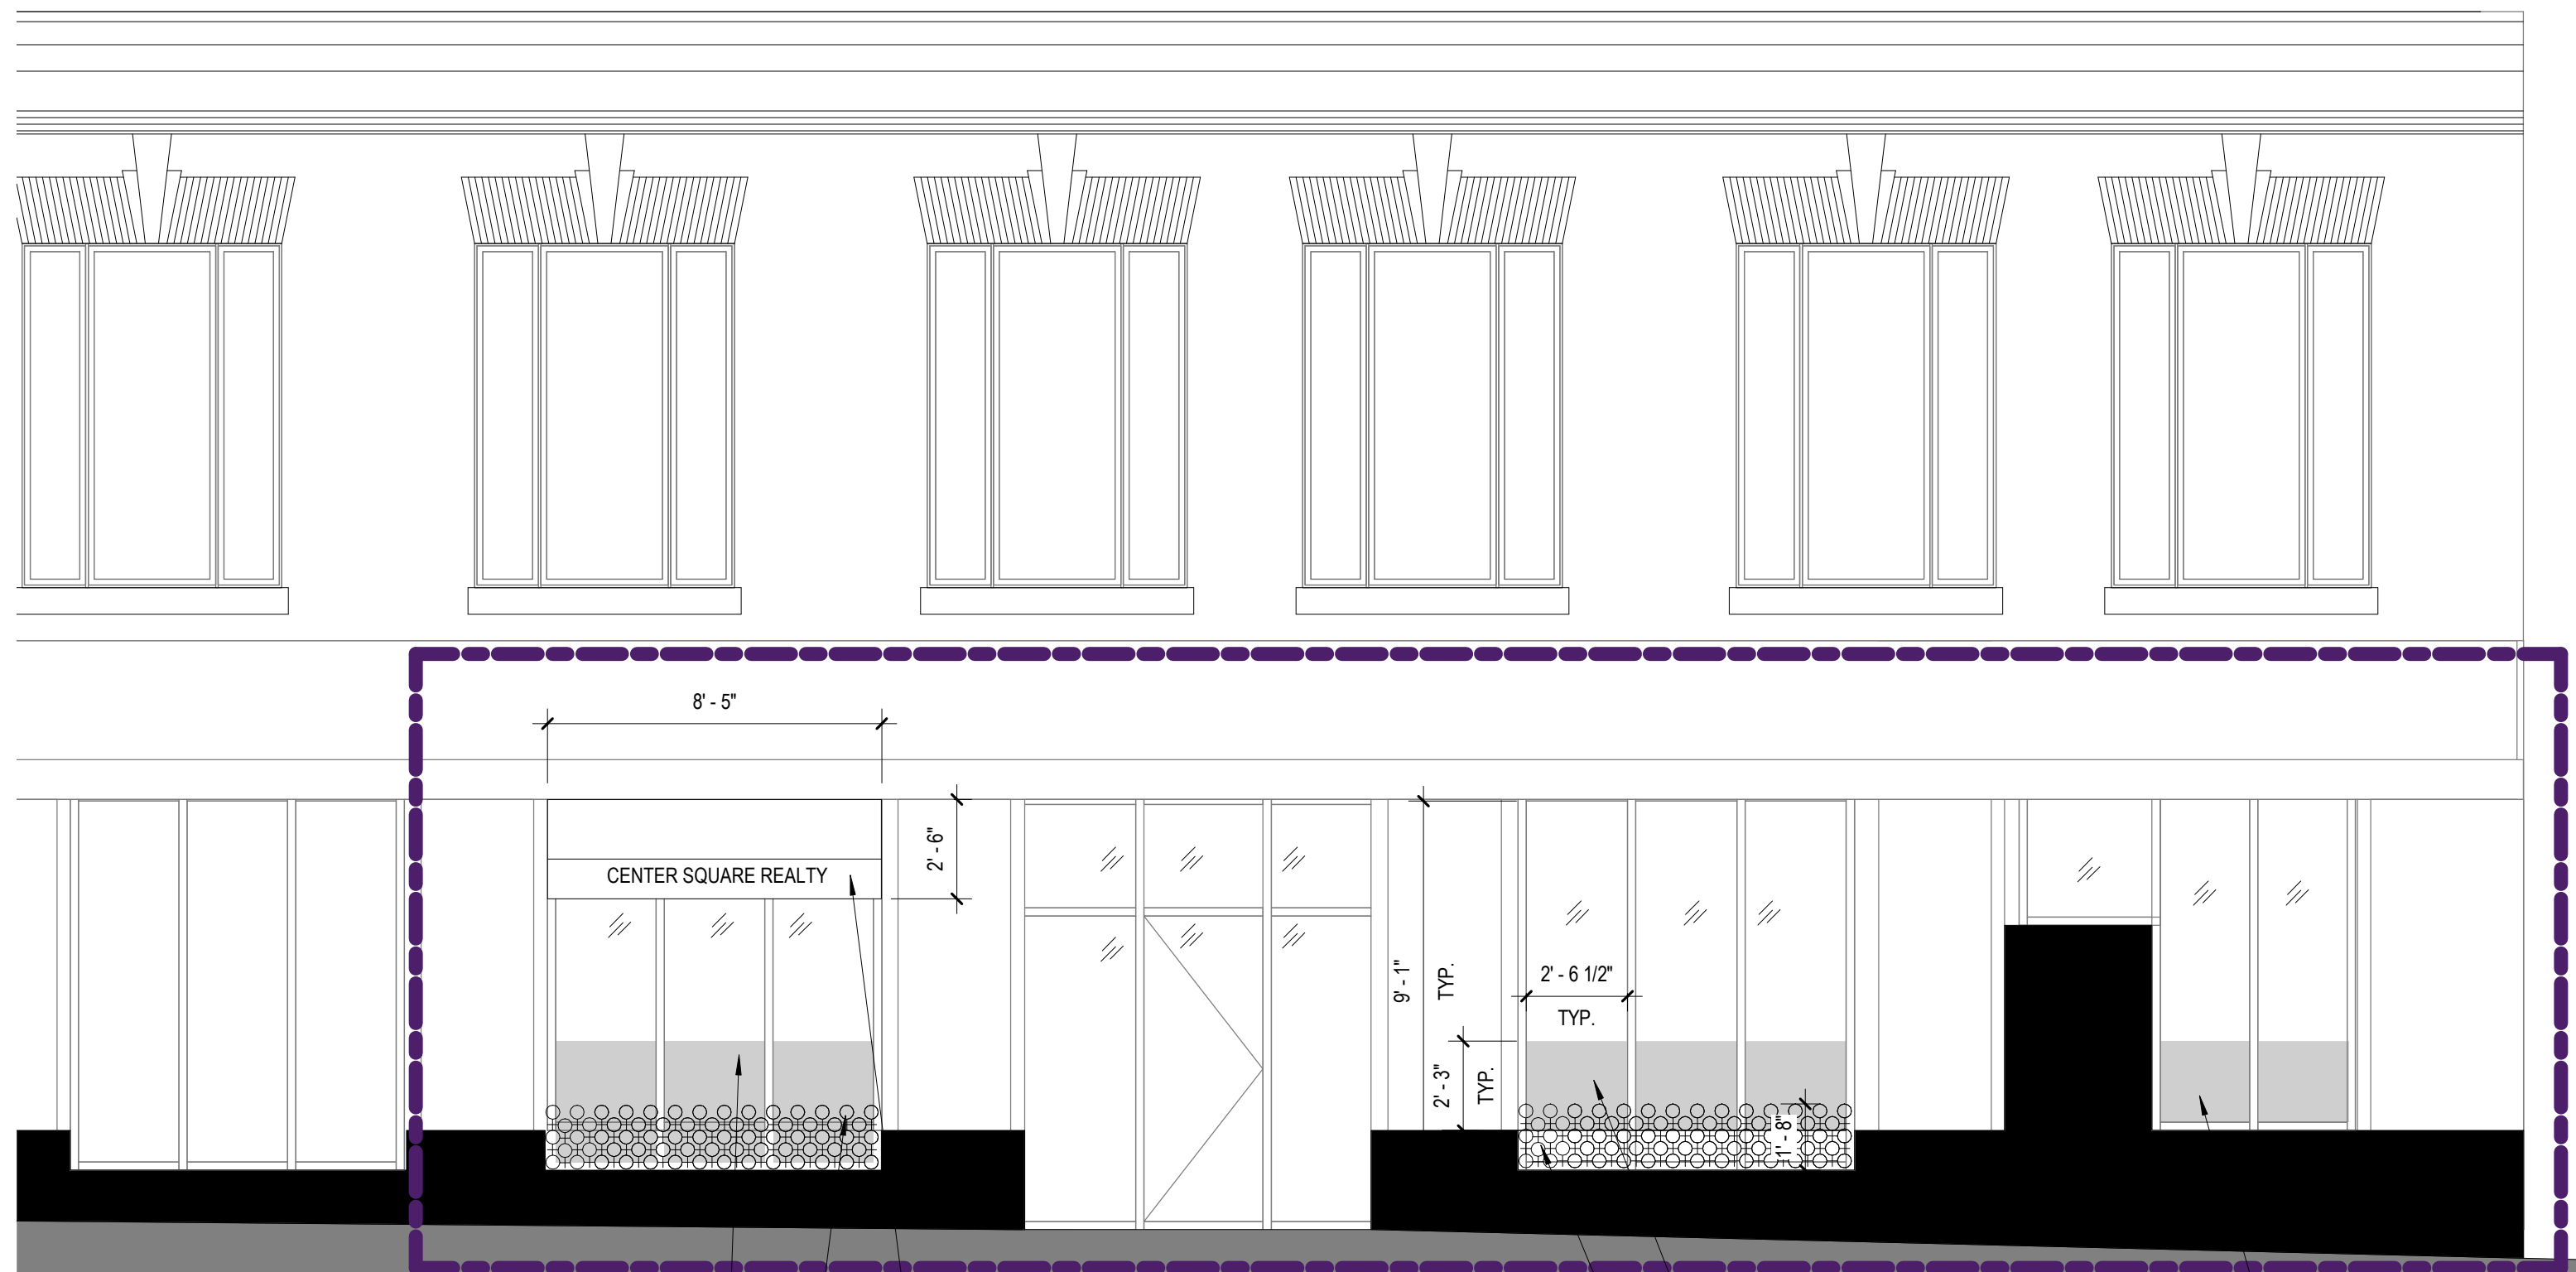 8' - 5"
2' - 6"
CENTER SQUARE REALTY
9' - 1"
TYP.
2' - 6 1/2"
TYP.
2' - 3"
TYP.
1' - 8"